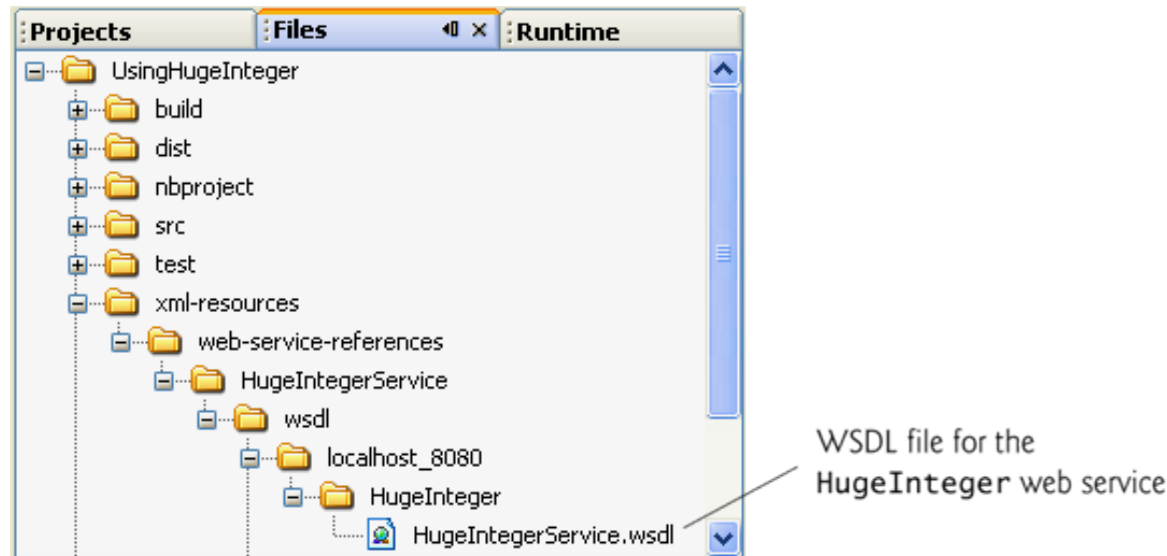 Projects Files Runtime
UsingHugeInteger
build
dist
nbproject
src
test
xml-resources
web-service-references
HugeIntegerService
wsdl
localhost_8080
HugeInteger
HugeIntegerService.wsdl
WSDL file for the
HugeInteger web service